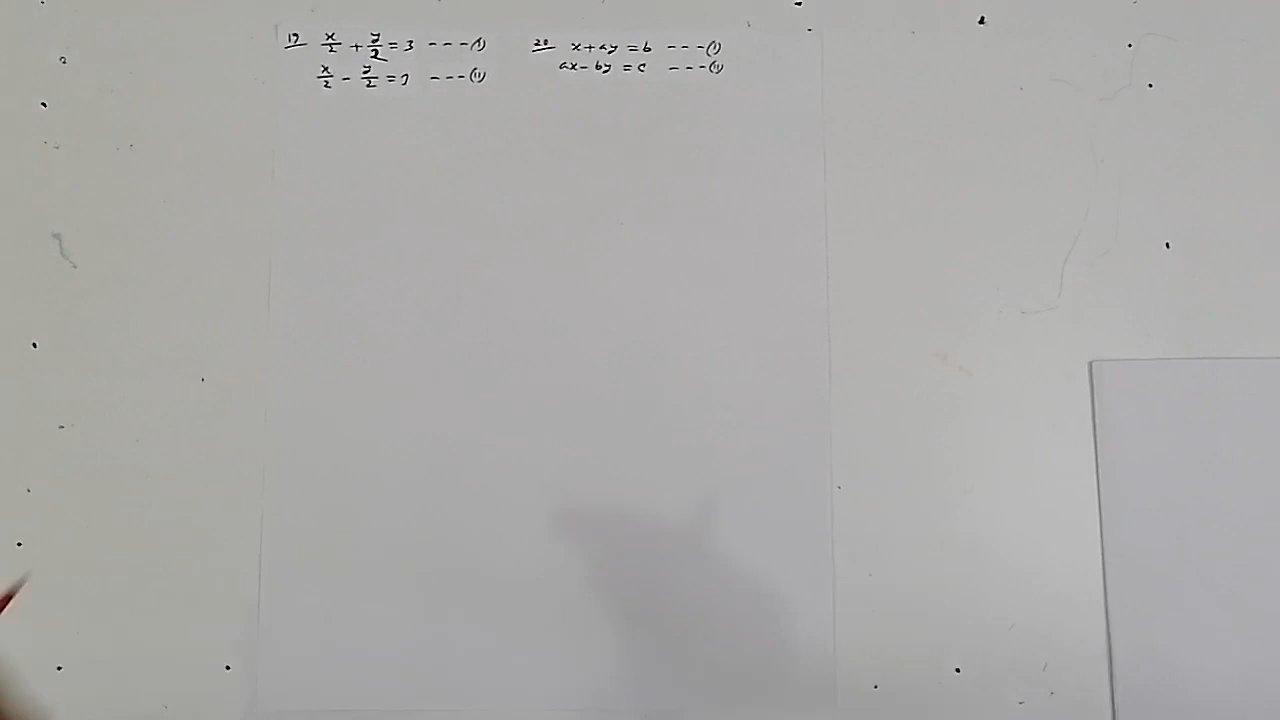 19 x/2 + y/2 = 3 ---(i)
x/2 - y/2 = 1 ---(ii)
20 x+ay = b ---(i)
ax-by = c ---(ii)